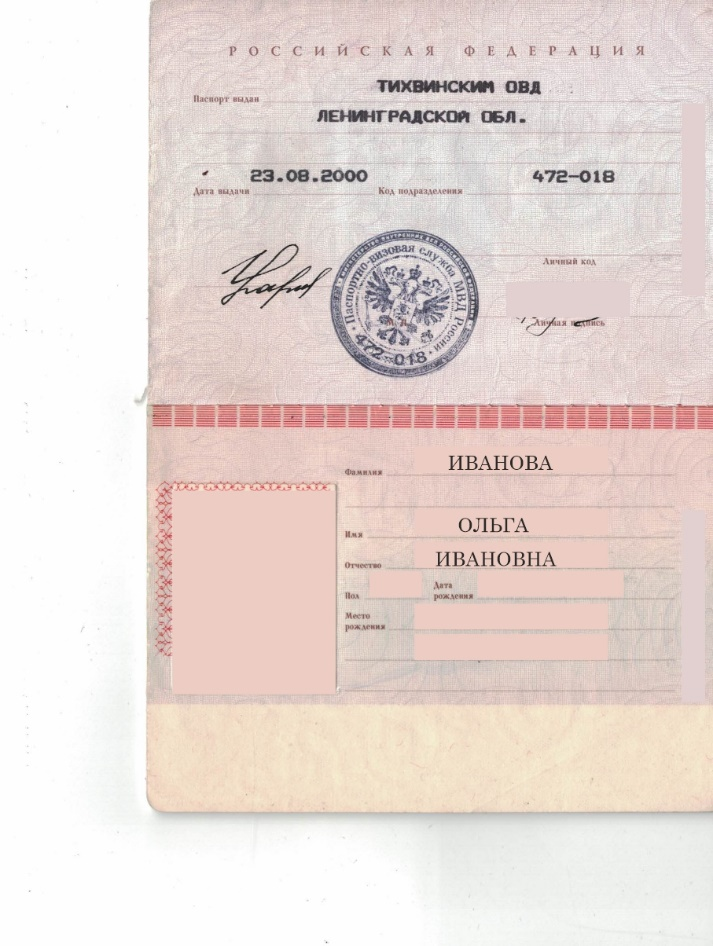 РОССИЙСКАЯ ФЕДЕРАЦИЯ
Паспорт выдан ТИХВИНСКИМ ОВД
ЛЕНИНГРАДСКОЙ ОБЛ.
Дата выдачи 23.08.2000 Код подразделения 472-018
Личный код
Личная подпись
Паспортно-визовая служба МВД России
472-018
Фамилия ИВАНОВА
Имя ОЛЬГА
Отчество ИВАНОВНА
Пол Дата рождения
Место
рождения